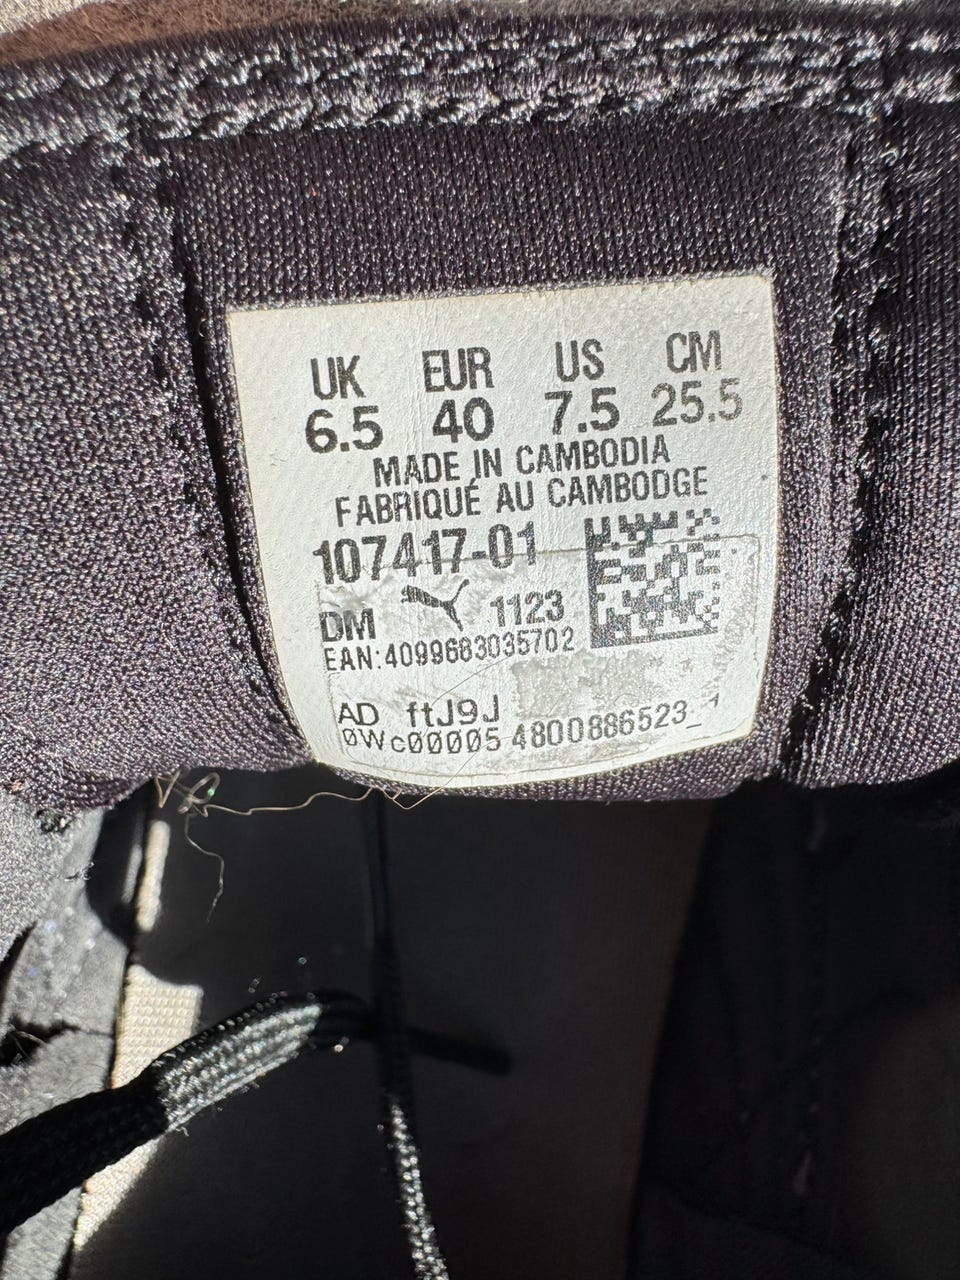 UK EUR US CM
6.5 40 7.5 25.5
MADE IN CAMBODIA
FABRIQUÉ AU CAMBODGE
107417-01
DM 1123
EAN:4099683035702
AD ftJ9J
0Wc00005 4800886523_1